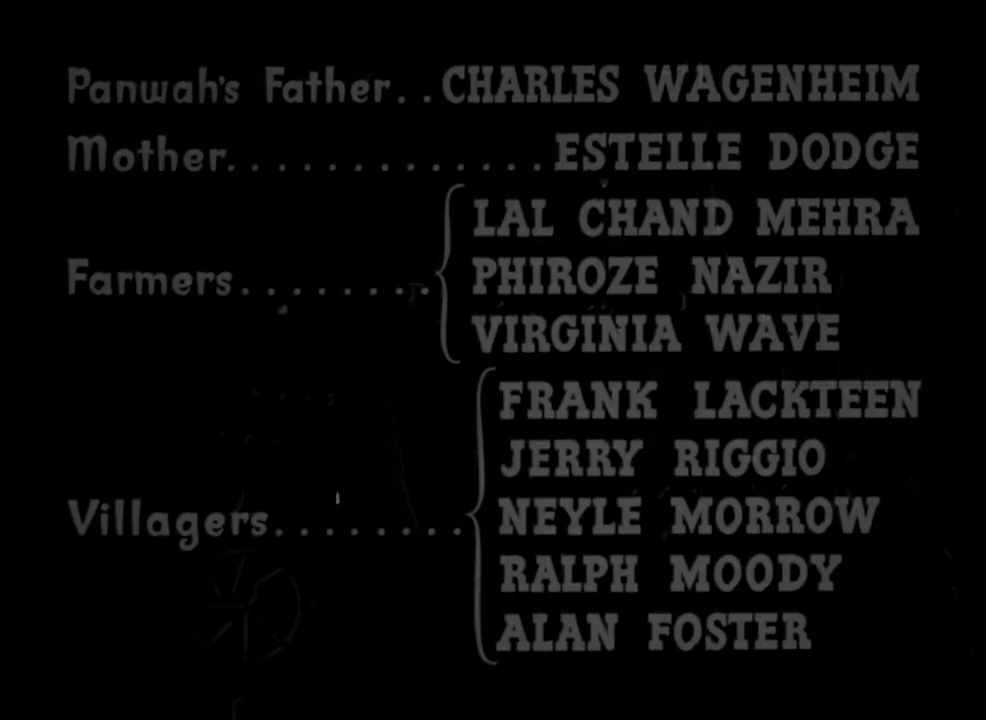 Panwah's Father..CHARLES WAGENHEIM
Mother..............ESTELLE DODGE
LAL CHAND MEHRA
Farmers........PHIROZE NAZIR
VIRGINIA WAVE
FRANK LACKTEEN
JERRY RIGGIO
Villagers........NEYLE MORROW
RALPH MOODY
ALAN FOSTER